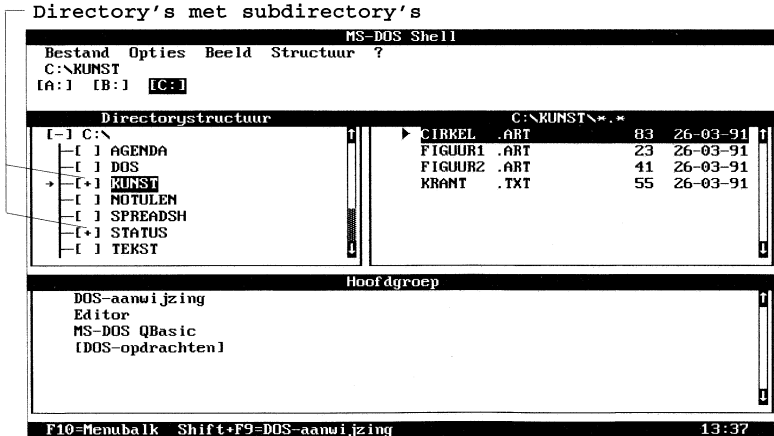 Directory's met subdirectory's
MS-DOS Shell
Bestand Opties Beeld Structuur ?
C:\KUNST
[A:] [B:] [C:]
Directorystructuur
[-] C:\
[ ] AGENDA
[ ] DOS
[+] KUNST
[ ] NOTULEN
[ ] SPREADSH
[+] STATUS
[ ] TEKST
C:\KUNST\*.*
CIRKEL .ART 83 26-03-91
FIGUUR1 .ART 23 26-03-91
FIGUUR2 .ART 41 26-03-91
KRANT .TXT 55 26-03-91
Hoofdgroep
DOS-aanwijzing
Editor
MS-DOS QBasic
[DOS-opdrachten]
F10=Menubalk Shift+F9=DOS-aanwijzing 13:37